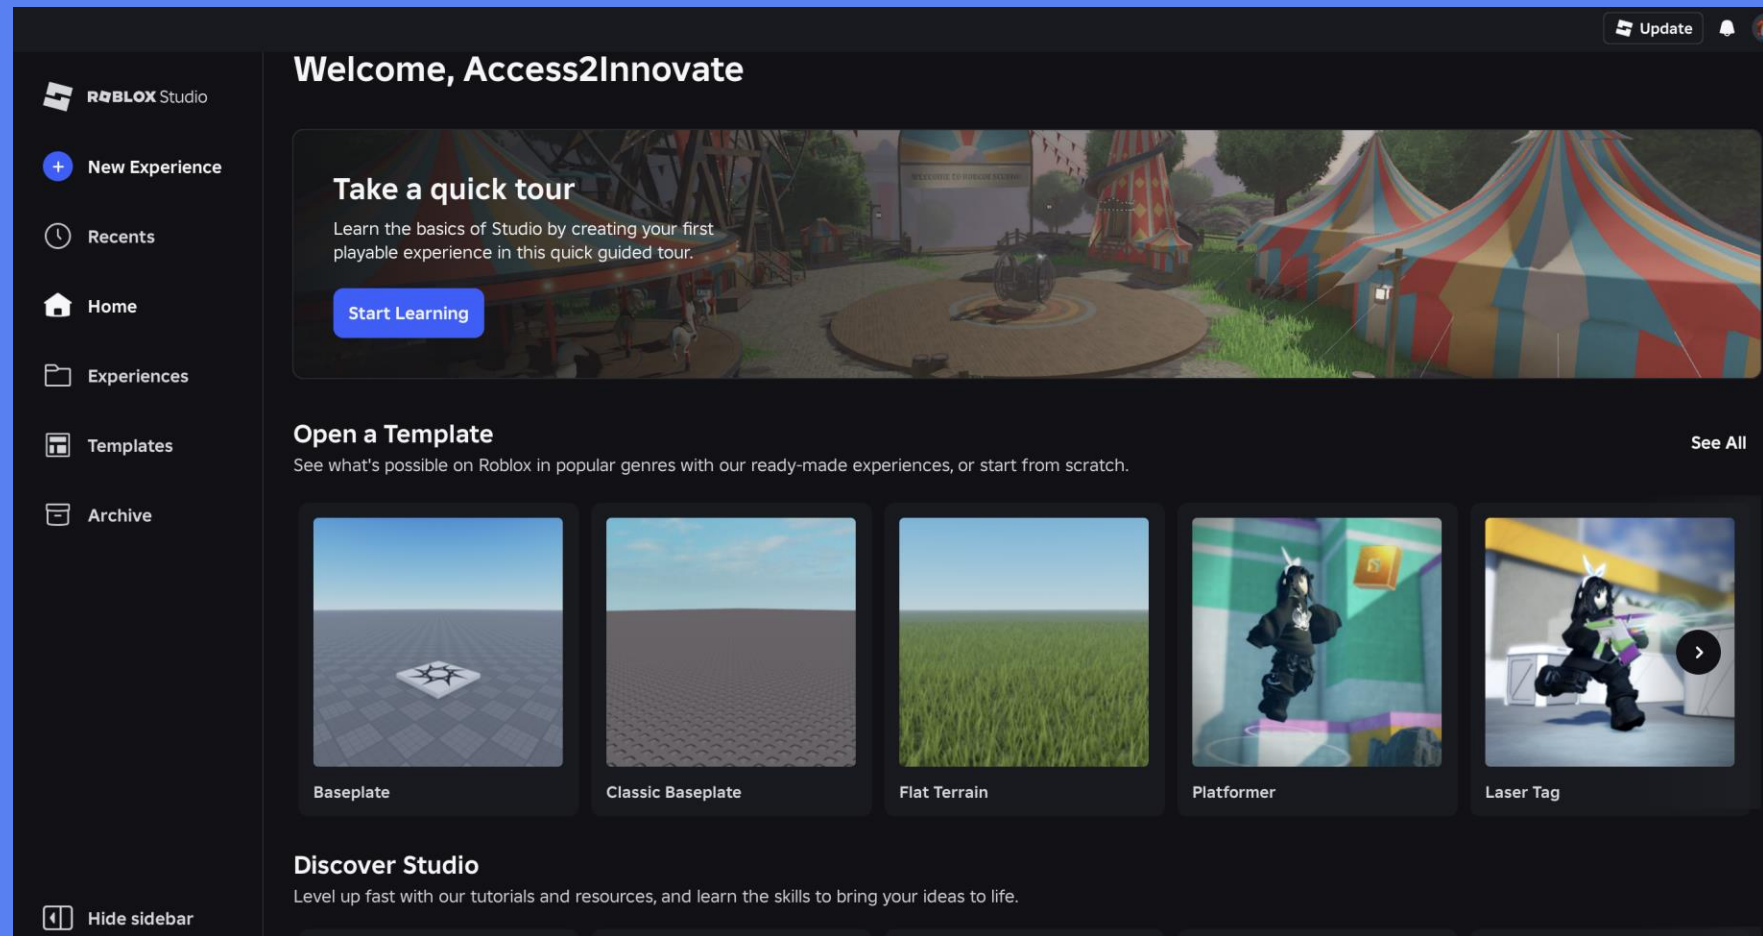 Update
ROBLOX Studio
New Experience
Recents
Home
Experiences
Templates
Archive
Hide sidebar
Welcome, Access2Innovate
Take a quick tour
Learn the basics of Studio by creating your first
playable experience in this quick guided tour.
Start Learning
Open a Template
See All
See what's possible on Roblox in popular genres with our ready-made experiences, or start from scratch.
Baseplate
Classic Baseplate
Flat Terrain
Platformer
Laser Tag
Discover Studio
Level up fast with our tutorials and resources, and learn the skills to bring your ideas to life.